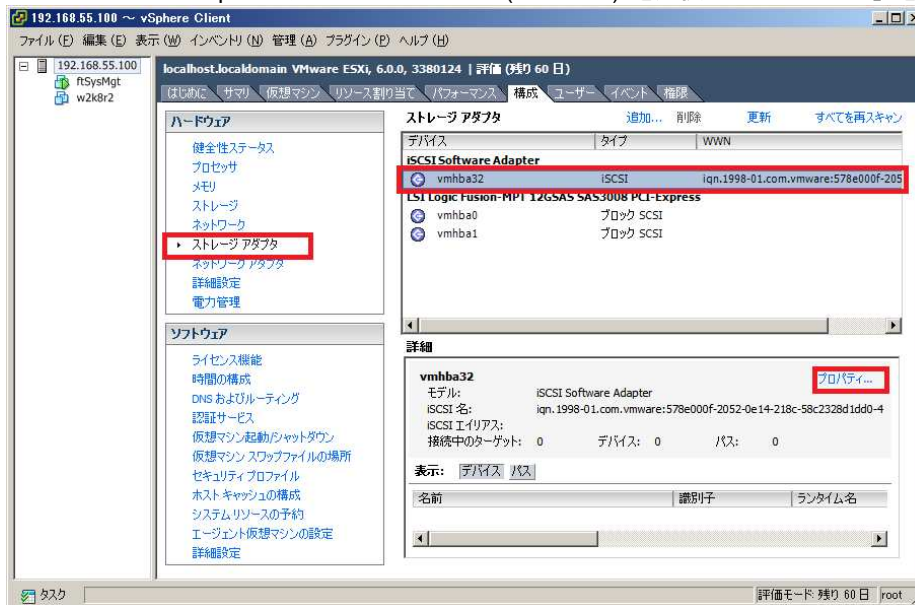 192.168.55.100 ～ vSphere Client
ファイル(F) 編集(E) 表示(W) インベントリ(N) 管理(A) プラグイン(P) ヘルプ(H)
192.168.55.100
ftSysMgt
w2k8r2
localhost.localdomain VMware ESXi, 6.0.0, 3380124 | 評価 (残り 60 日)
はじめに サマリ 仮想マシン リソース割り当て パフォーマンス 構成 ユーザー イベント 権限
ハードウェア
健全性ステータス
プロセッサ
メモリ
ストレージ
ネットワーク
ストレージ アダプタ
ネットワーク アダプタ
詳細設定
電力管理
ソフトウェア
ライセンス機能
時間の構成
DNS およびルーティング
認証サービス
仮想マシン起動/シャットダウン
仮想マシン スワップファイルの場所
セキュリティ プロファイル
ホスト キャッシュの構成
システム リソースの予約
エージェント仮想マシンの設定
詳細設定
ストレージ アダプタ 追加... 削除 更新 すべてを再スキャン
デバイス タイプ WWN
iSCSI Software Adapter
vmhba32 iSCSI iqn.1998-01.com.vmware:578e000f-205
LSI Logic Fusion-MPT 12GSAS SAS3008 PCI-Express
vmhba0 ブロック SCSI
vmhba1 ブロック SCSI
詳細
vmhba32 プロパティ...
モデル: iSCSI Software Adapter
iSCSI 名: iqn.1998-01.com.vmware:578e000f-2052-0e14-218c-58c2328d1dd0-4
iSCSI エイリアス:
接続中のターゲット: 0 デバイス: 0 パス: 0
表示: デバイス パス
名前 識別子 ランタイム名
タスク 評価モード: 残り 60 日 root